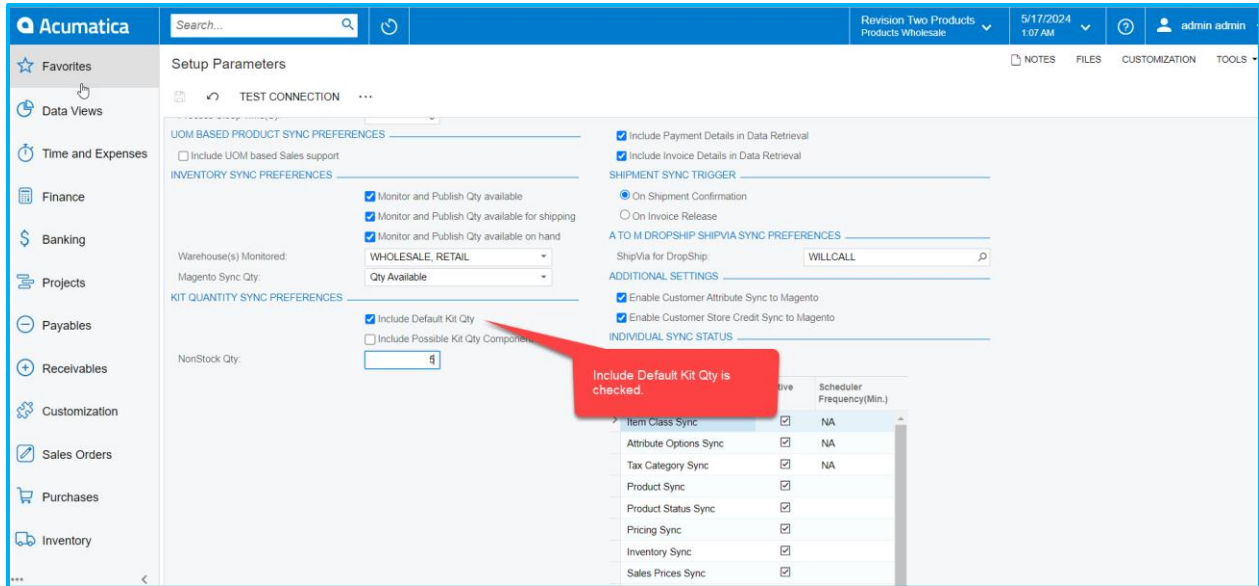 Acumatica
Search...
Revision Two Products
Products Wholesale
5/17/2024
1:07 AM
admin admin
Favorites
Data Views
Time and Expenses
Finance
Banking
Projects
Payables
Receivables
Customization
Sales Orders
Purchases
Inventory
Setup Parameters
NOTES FILES CUSTOMIZATION TOOLS
TEST CONNECTION
UOM BASED PRODUCT SYNC PREFERENCES
Include UOM based Sales support
INVENTORY SYNC PREFERENCES
Monitor and Publish Qty available
Monitor and Publish Qty available for shipping
Monitor and Publish Qty available on hand
Warehouse(s) Monitored: WHOLESALE, RETAIL
Magento Sync Qty: Qty Available
KIT QUANTITY SYNC PREFERENCES
Include Default Kit Qty
Include Possible Kit Qty
NonStock Qty:
Include Payment Details in Data Retrieval
Include Invoice Details in Data Retrieval
SHIPMENT SYNC TRIGGER
On Shipment Confirmation
On Invoice Release
A TO M DROPSHIP SHIPVIA SYNC PREFERENCES
ShipVia for DropShip: WILLCALL
ADDITIONAL SETTINGS
Enable Customer Attribute Sync to Magento
Enable Customer Store Credit Sync to Magento
INDIVIDUAL SYNC STATUS
Include Default Kit Qty is
checked.
Scheduler
Frequency(Min.)
Item Class Sync NA
Attribute Options Sync NA
Tax Category Sync NA
Product Sync
Product Status Sync
Pricing Sync
Inventory Sync
Sales Prices Sync